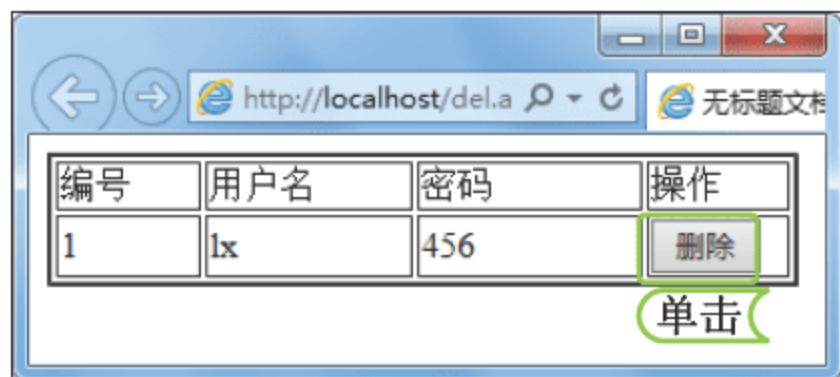 http://localhost/del.a
无标题文档
编号 用户名 密码 操作
1 lx 456 删除
单击